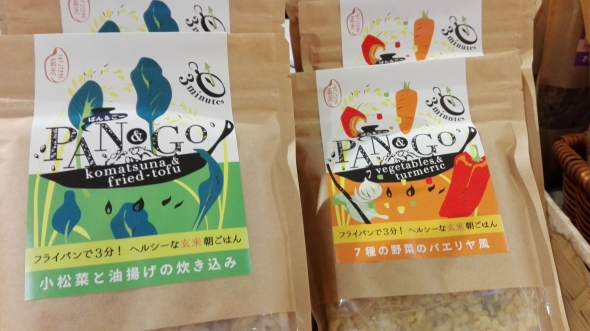 3 minutes
ぱん&ごー
PAN & GO
komatsuna &
fried-tofu
フライパンで3分! ヘルシーな玄米朝ごはん
小松菜と油揚げの炊き込み
3 minutes
PAN & GO
7 vegetables &
turmeric
フライパンで3分! ヘルシーな玄米朝ごはん
7種の野菜のパエリヤ風